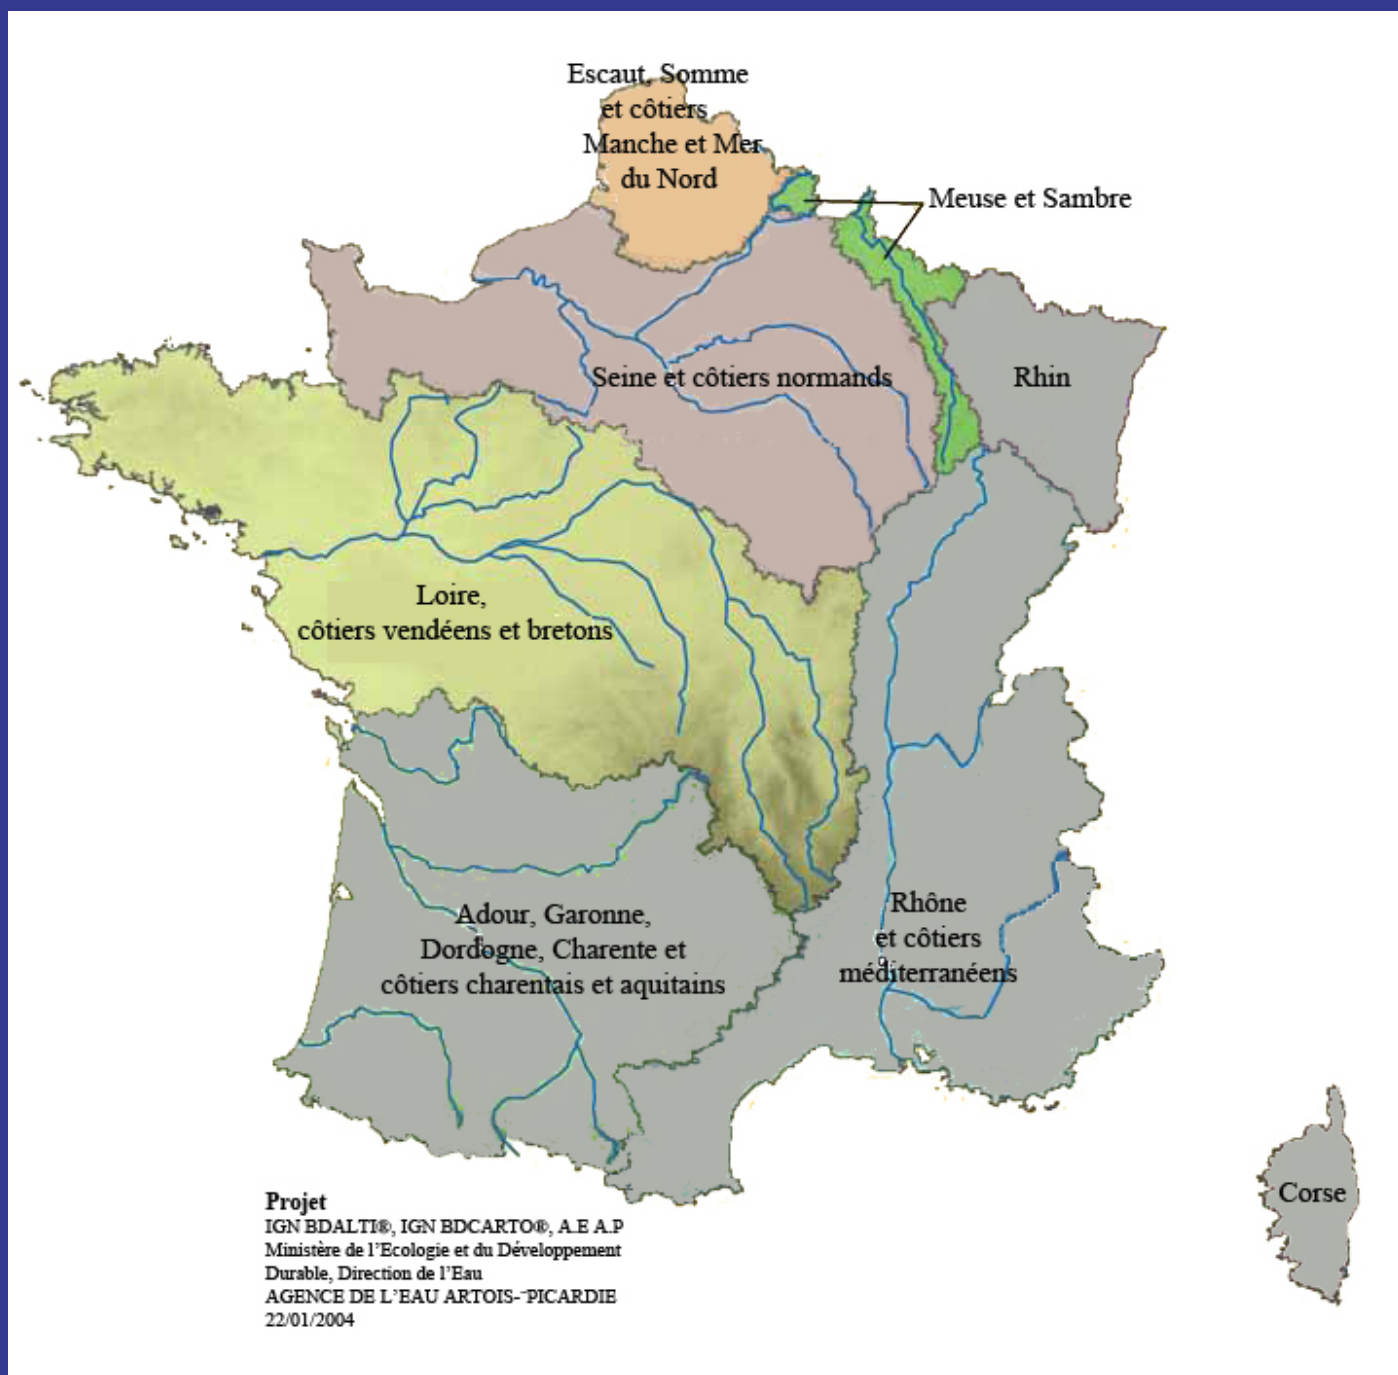 Escaut, Somme
et côtiers
Manche et Mer
du Nord
Meuse et Sambre
Seine et côtiers normands
Rhin
Loire,
côtiers vendéens et bretons
Adour, Garonne,
Dordogne, Charente et
côtiers charentais et aquitains
Rhône
et côtiers
méditerranéens
Corse
Projet
IGN BDALTI®, IGN BDCARTO®, A.E A.P
Ministère de l'Ecologie et du Développement
Durable, Direction de l'Eau
AGENCE DE L'EAU ARTOIS-¨PICARDIE
22/01/2004